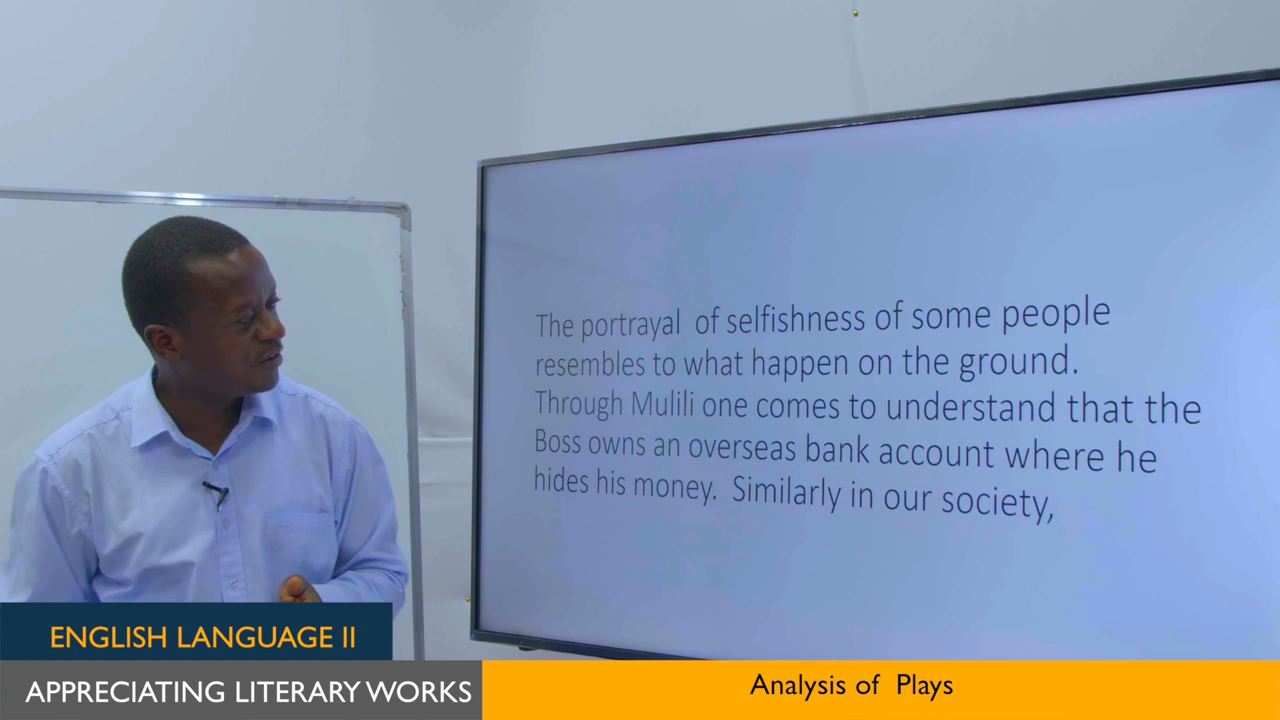 The portrayal of selfishness of some people
resembles to what happen on the ground.
Through Mulili one comes to understand that the
Boss owns an overseas bank account where he
hides his money. Similarly in our society,
ENGLISH LANGUAGE II
APPRECIATING LITERARY WORKS
Analysis of Plays